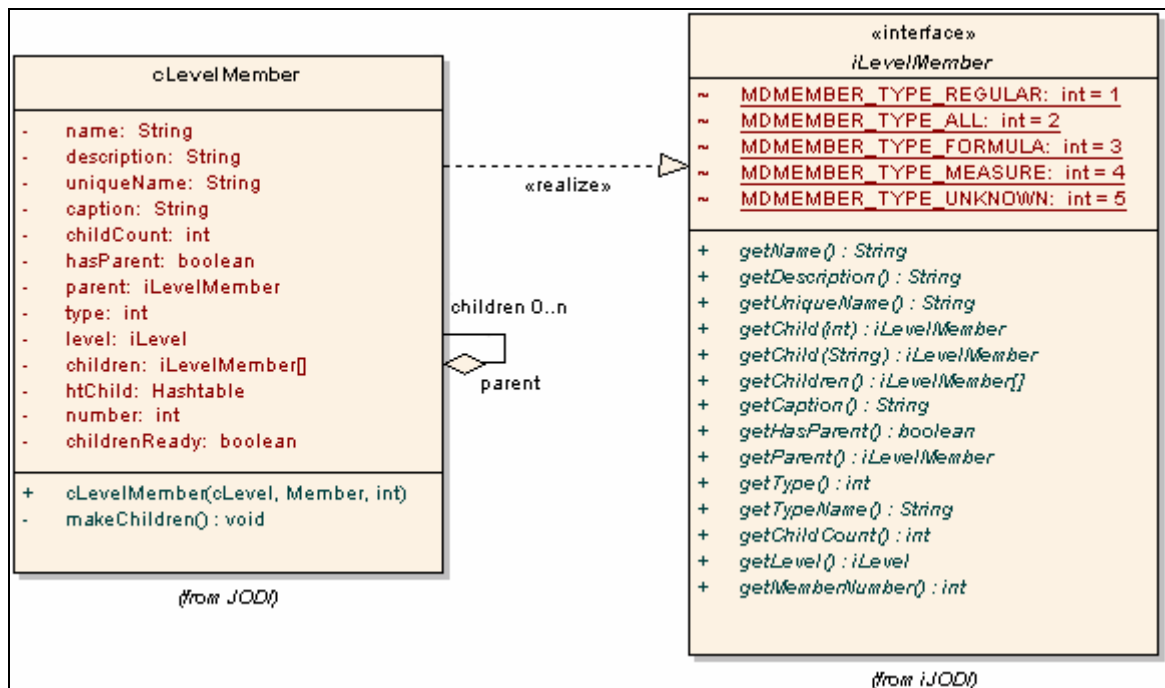 cLevelMember
- name: String
- description: String
- uniqueName: String
- caption: String
- childCount: int
- hasParent: boolean
- parent: iLevelMember
- type: int
- level: iLevel
- children: iLevelMember[]
- htChild: Hashtable
- number: int
- childrenReady: boolean
+ cLevelMember(cLevel, Member, int)
- makeChildren() : void
(from JODI)
«realize»
children 0..n
parent
«interface»
iLevelMember
~ MDMEMBER_TYPE_REGULAR: int = 1
~ MDMEMBER_TYPE_ALL: int = 2
~ MDMEMBER_TYPE_FORMULA: int = 3
~ MDMEMBER_TYPE_MEASURE: int = 4
~ MDMEMBER_TYPE_UNKNOWN: int = 5
+ getName() : String
+ getDescription() : String
+ getUniqueName() : String
+ getChild(int) : iLevelMember
+ getChild(String) : iLevelMember
+ getChildren() : iLevelMember[]
+ getCaption() : String
+ getHasParent() : boolean
+ getParent() : iLevelMember
+ getType() : int
+ getTypeName() : String
+ getChildCount() : int
+ getLevel() : iLevel
+ getMemberNumber() : int
(from iJODI)